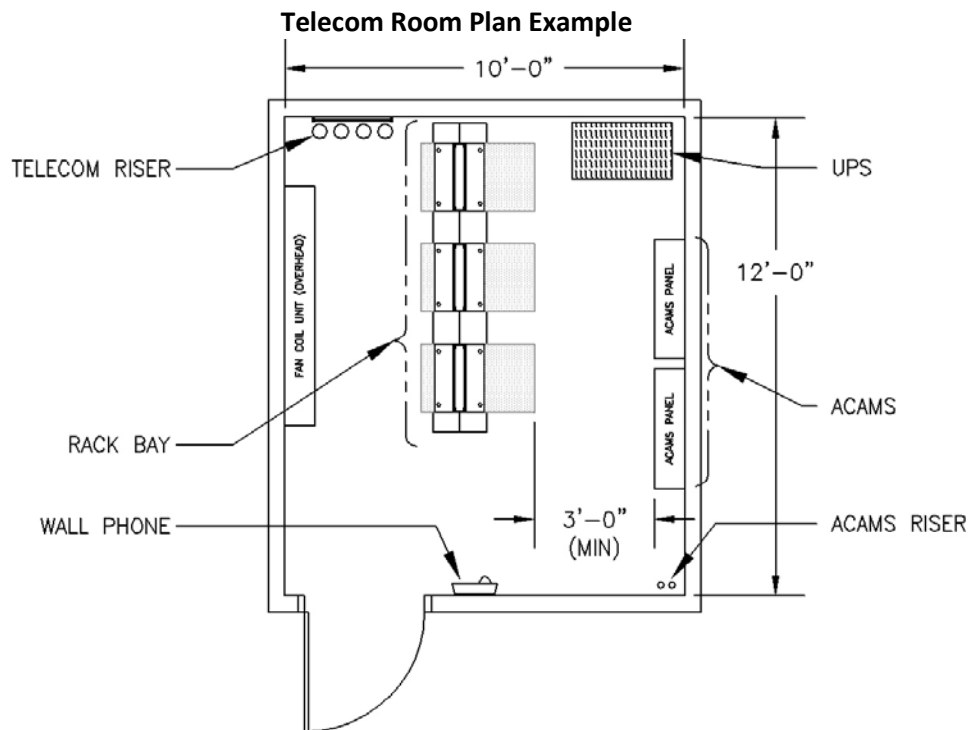 Telecom Room Plan Example
10'-0"
TELECOM RISER
UPS
FAN COIL UNIT (OVERHEAD)
12'-0"
ACAMS PANEL
ACAMS PANEL
ACAMS
RACK BAY
WALL PHONE
3'-0"
(MIN)
ACAMS RISER